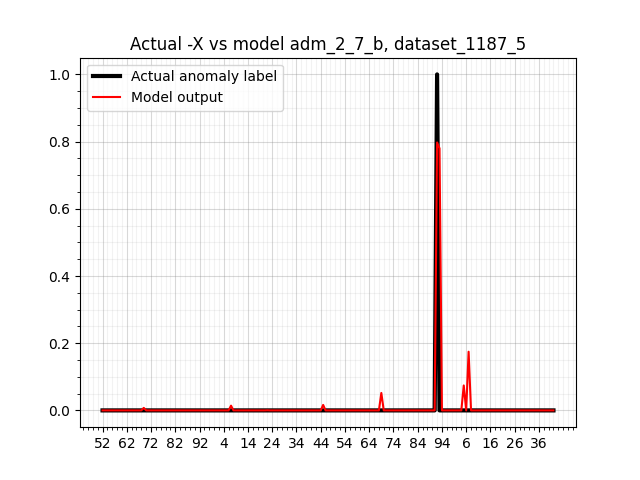 Actual -X vs model adm_2_7_b, dataset_1187_5
Actual anomaly label
Model output
1.0
0.8
0.6
0.4
0.2
0.0
52 62 72 82 92 4 14 24 34 44 54 64 74 84 94 6 16 26 36